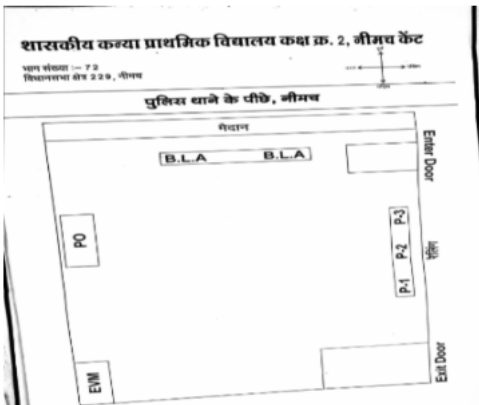 शासकीय कन्या प्राथमिक विद्यालय कक्ष क्र. 2, नीमच केंट
भाग संख्या :– 72
विधानसभा क्षेत्र 229, नीमच
पुलिस थाने के पीछे, नीमच
मैदान
B.L.A B.L.A
Enter Door
PO
P-1 P-2 P-3
रेलिंग
EVM
Exit Door